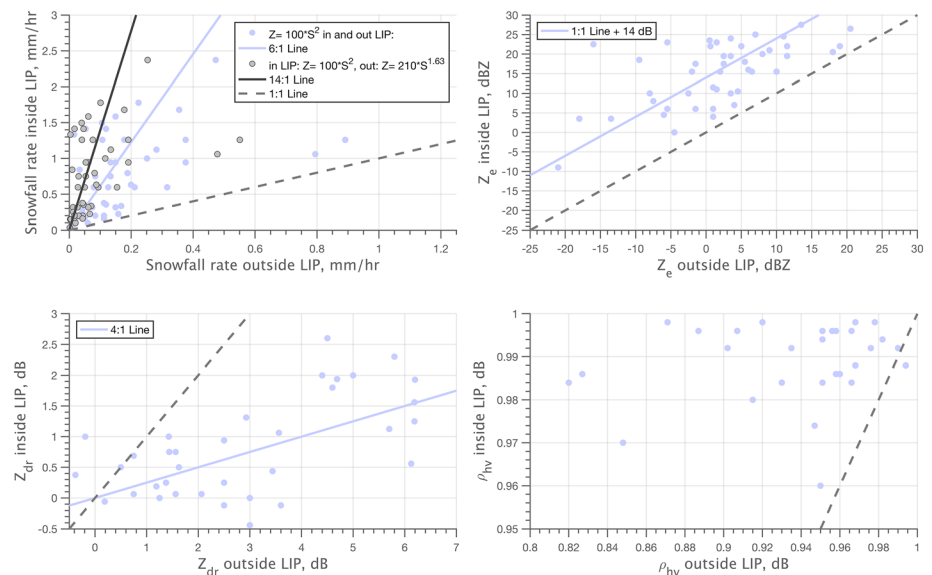 3
2.5
2
1.5
1
0.5
0
Snowfall rate inside LIP, mm/hr
Z= 100*S² in and out LIP:
6:1 Line
in LIP: Z= 100*S², out: Z= 210*S^1.63
14:1 Line
1:1 Line
0 0.2 0.4 0.6 0.8 1 1.2
Snowfall rate outside LIP, mm/hr
30
25
20
15
10
5
0
-5
-10
-15
-20
-25
Z_e inside LIP, dBZ
1:1 Line + 14 dB
-25 -20 -15 -10 -5 0 5 10 15 20 25 30
Z_e outside LIP, dBZ
3
2.5
2
1.5
1
0.5
0
-0.5
Z_dr inside LIP, dB
4:1 Line
0 1 2 3 4 5 6 7
Z_dr outside LIP, dB
1
0.99
0.98
0.97
0.96
0.95
ρ_hv inside LIP, dB
0.8 0.82 0.84 0.86 0.88 0.9 0.92 0.94 0.96 0.98 1
ρ_hv outside LIP, dB